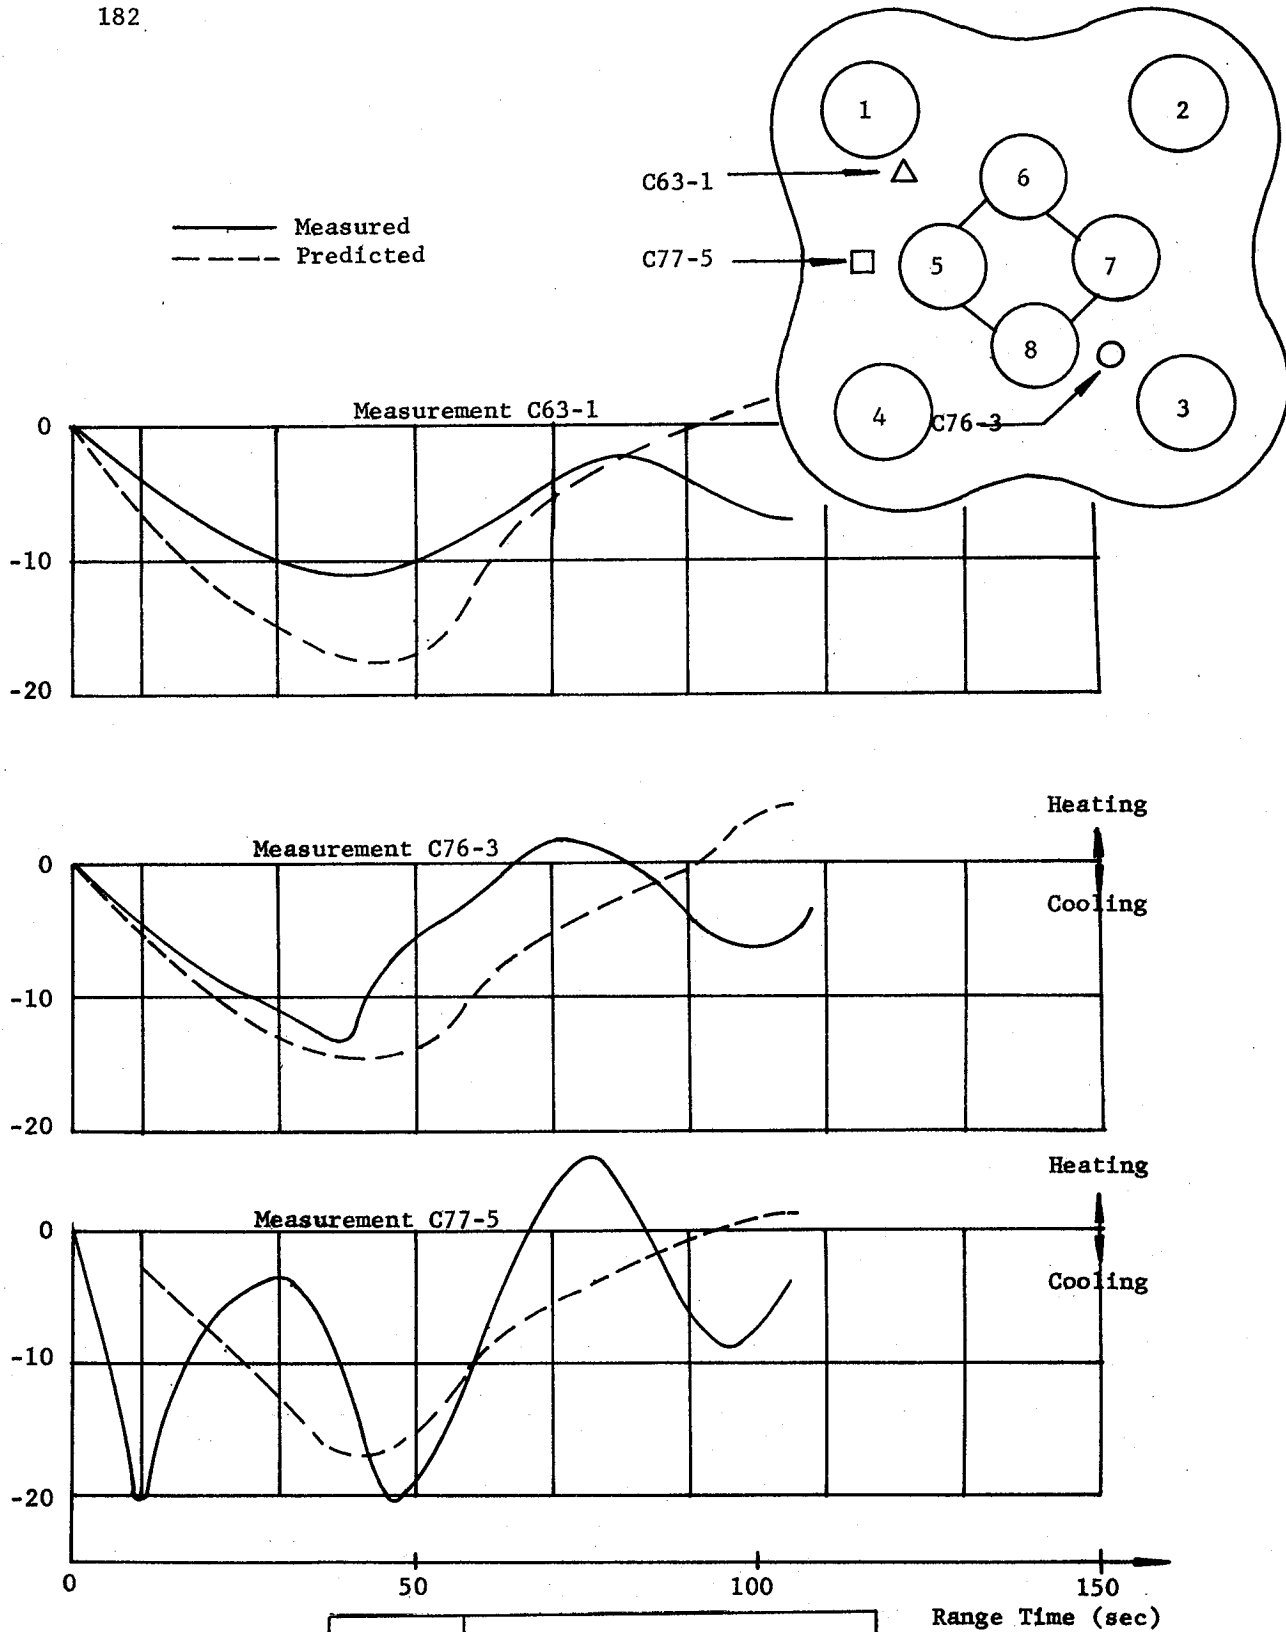 182
1
2
C63-1
6
Measured
Predicted
C77-5
5
7
8
4
C76-3
3
Measurement C63-1
0
-10
-20
Heating
Measurement C76-3
0
Cooling
-10
-20
Heating
Measurement C77-5
0
Cooling
-10
-20
0
50
100
150
Range Time (sec)